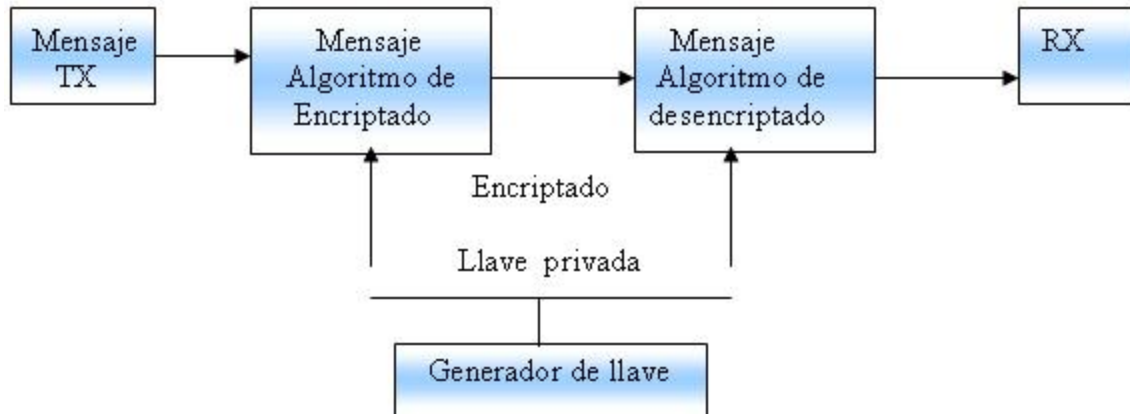 Mensaje
TX
Mensaje
Algoritmo de
Encriptado
Mensaje
Algoritmo de
desencriptado
RX
Encriptado
Llave privada
Generador de llave